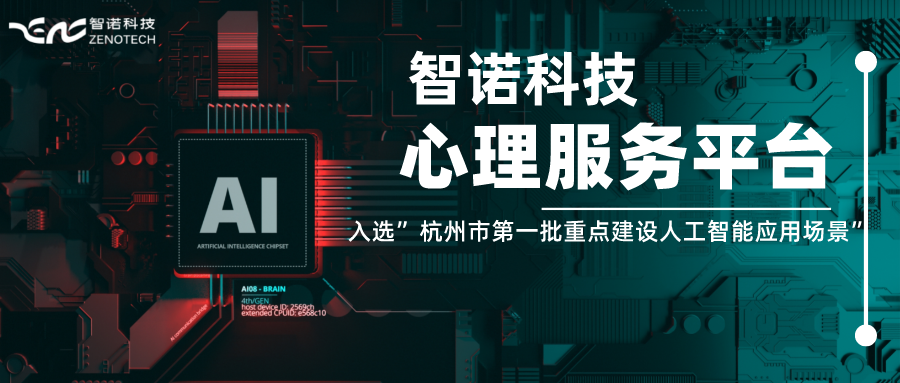 智诺科技
ZENOTECH
智诺科技
心理服务平台
入选”杭州市第一批重点建设人工智能应用场景”
AI
ARTIFICIAL INTELLIGENCE CHIPSET
AI08 - BRAIN
4th/GEN
host device ID: 2569ch
extended CPUID: e568c10